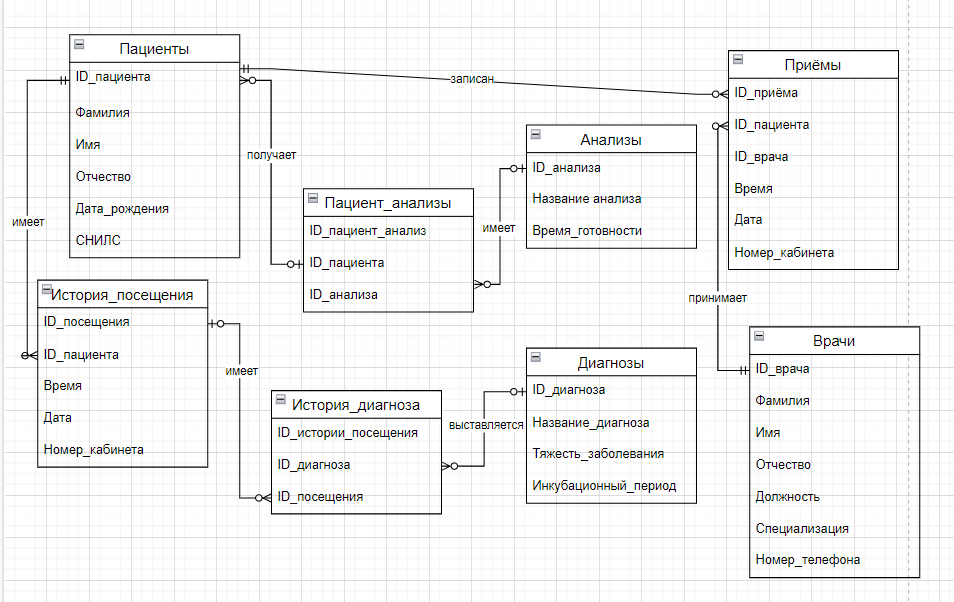 Пациенты
ID_пациента
Фамилия
Имя
Отчество
Дата_рождения
СНИЛС
записан
получает
имеет
Приёмы
ID_приёма
ID_пациента
ID_врача
Время
Дата
Номер_кабинета
Анализы
ID_анализа
Название анализа
Время_готовности
Пациент_анализы
ID_пациент_анализ
ID_пациента
ID_анализа
имеет
принимает
История_посещения
ID_посещения
ID_пациента
Время
Дата
Номер_кабинета
имеет
История_диагноза
ID_истории_посещения
ID_диагноза
ID_посещения
выставляется
Диагнозы
ID_диагноза
Название_диагноза
Тяжесть_заболевания
Инкубационный_период
Врачи
ID_врача
Фамилия
Имя
Отчество
Должность
Специализация
Номер_телефона